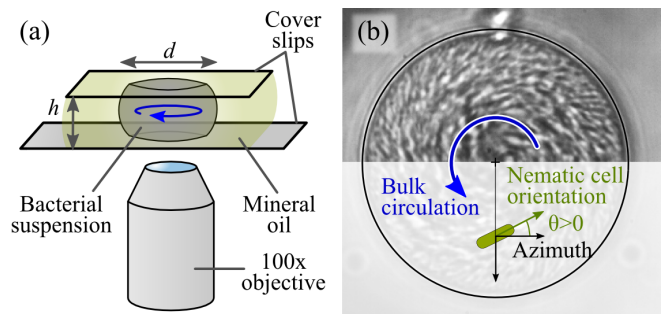 (a)
d
Cover
slips
h
Bacterial
suspension
Mineral
oil
100x
objective
(b)
Bulk
circulation
Nematic cell
orientation
θ>0
Azimuth